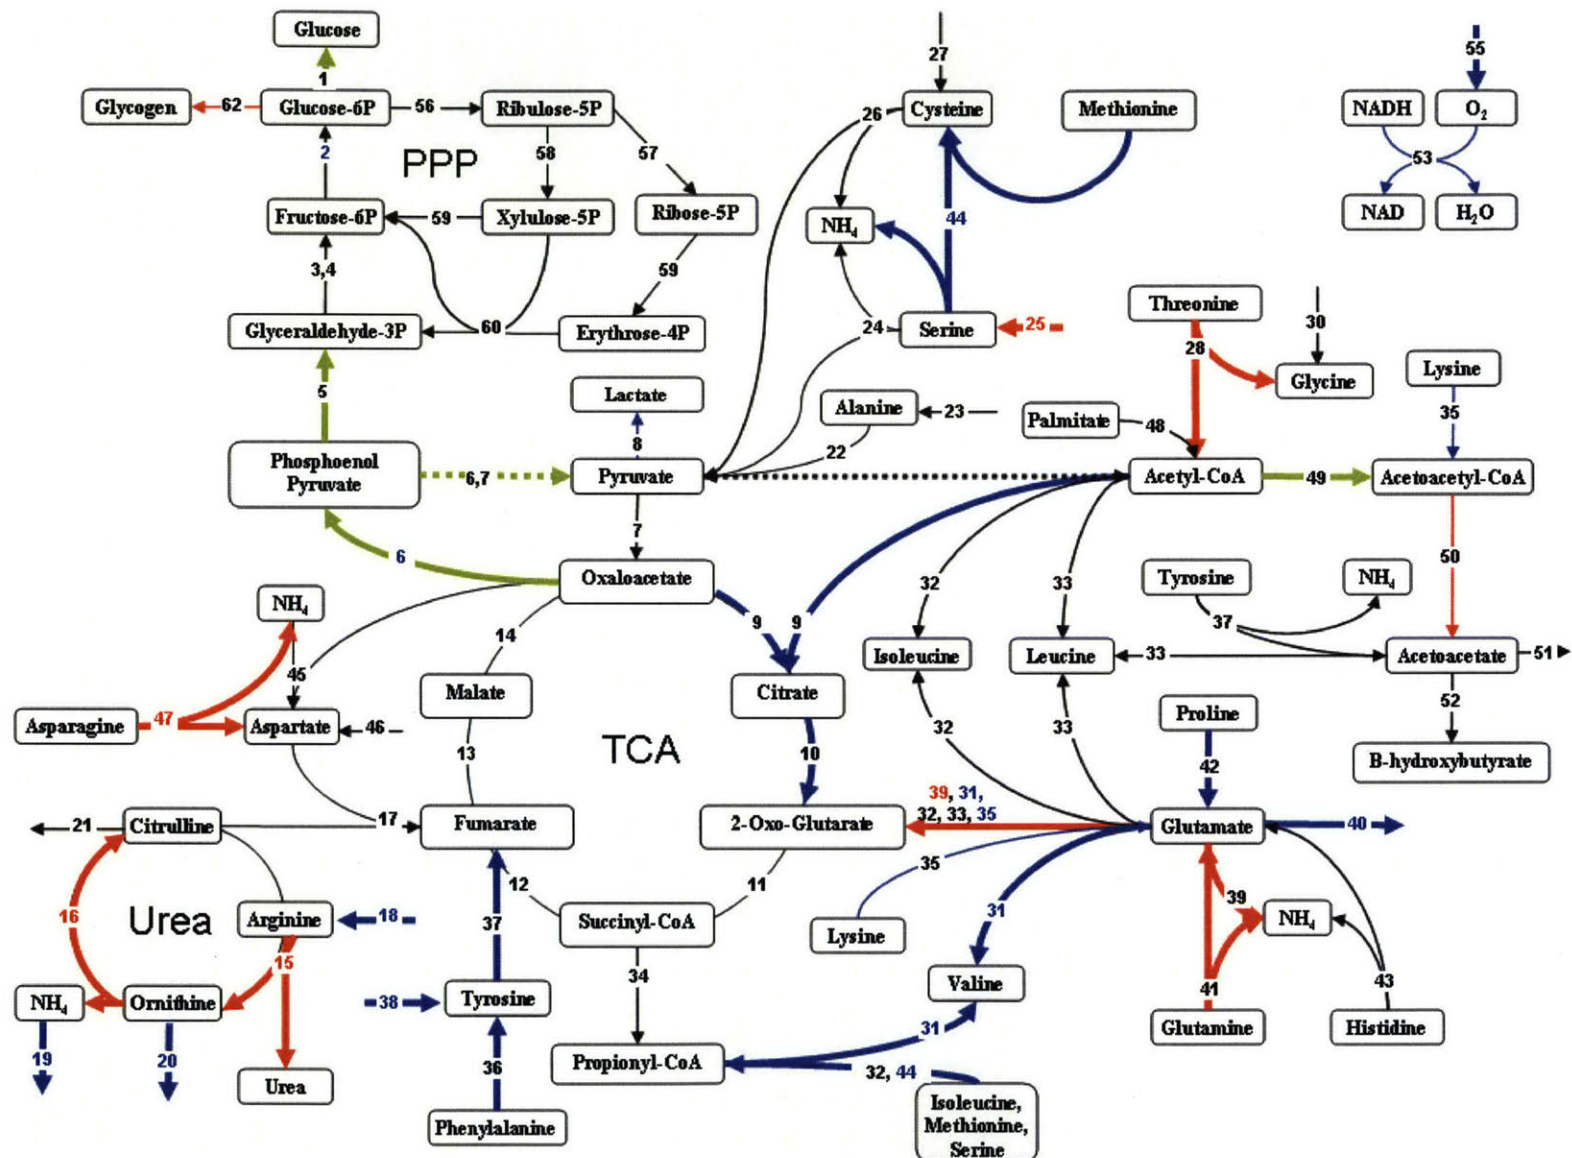 Glucose
27
55
1
Glycogen
62
Glucose-6P
56
Ribulose-5P
26
Cysteine
Methionine
NADH
O₂
2
PPP
58
57
53
Fructose-6P
59
Xylulose-5P
Ribose-5P
NH₄
44
NAD
H₂O
3,4
59
Threonine
Glyceraldehyde-3P
60
Erythrose-4P
24
Serine
25
28
30
Glycine
Lysine
5
Lactate
Alanine
23
Palmitate
48
35
8
22
Phosphoenol
Pyruvate
6,7
Pyruvate
Acetyl-CoA
49
Acetoacetyl-CoA
7
6
Oxaloacetate
32
33
50
Tyrosine
NH₄
NH₄
14
9
9
37
45
Isoleucine
Leucine
33
Acetoacetate
51
Malate
Citrate
Asparagine
47
Aspartate
46
32
33
Proline
52
13
TCA
10
42
B-hydroxybutyrate
39, 31,
32, 33, 35
21
Citrulline
17
Fumarate
2-Oxo-Glutarate
Glutamate
40
35
12
11
39
16
Urea
Arginine
18
37
Succinyl-CoA
Lysine
31
NH₄
15
34
Valine
41
43
NH₄
Ornithine
38
Tyrosine
Glutamine
Histidine
31
19
20
36
Propionyl-CoA
32, 44
Urea
Phenylalanine
Isoleucine,
Methionine,
Serine